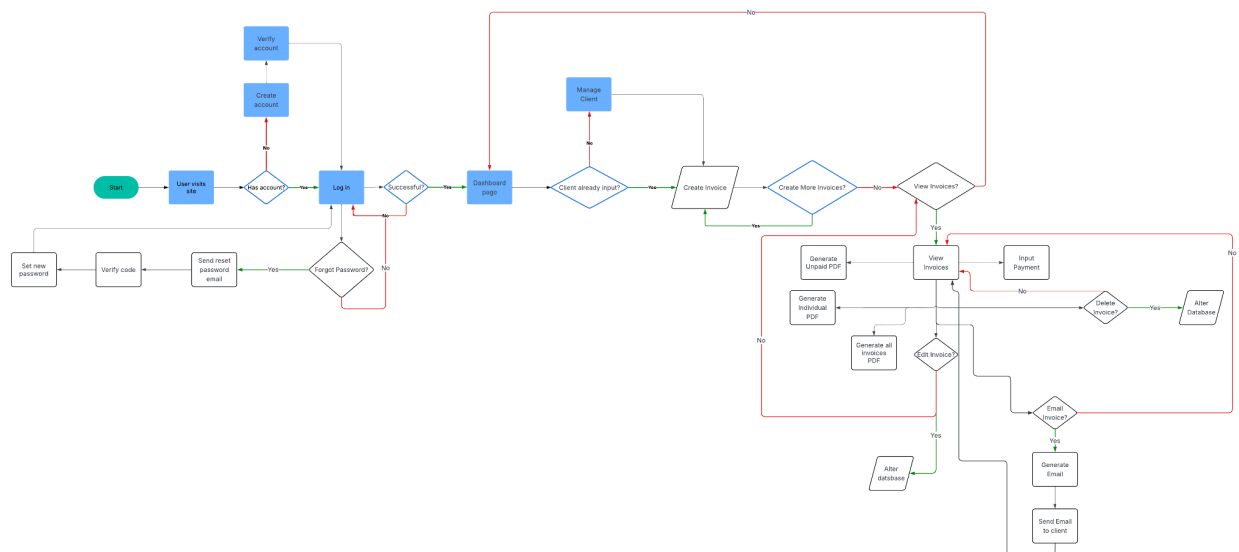 No
Verify
account
Create
account
Manage
Client
No
No
Start
User visits
site
Has account?
Yes
Log in
Successful?
Yes
Dashboard
page
Client already input?
Yes
Create Invoice
Create More Invoices?
No
View Invoices?
No
Yes
Yes
Set new
password
Verify code
Send reset
password
email
Yes
Forgot Password?
No
Generate
Unpaid PDF
View
Invoices
Input
Payment
No
No
Generate
Individual
PDF
Delete
Invoice?
Yes
Alter
Database
Generate all
invoices
PDF
No
Edit Invoice?
Email
Invoice?
Yes
Yes
Alter
datsbase
Generate
Email
Send Email
to client